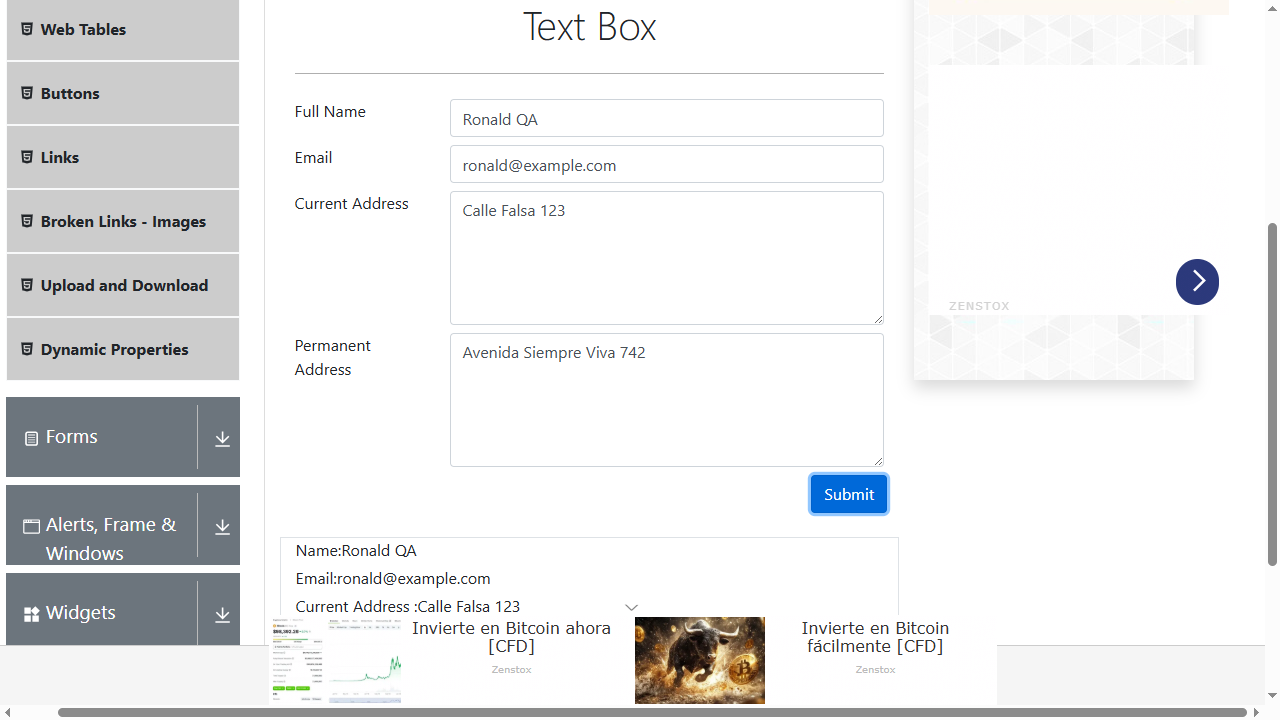 Text Box
Web Tables
Buttons
Links
Broken Links - Images
Upload and Download
Dynamic Properties
Forms
Alerts, Frame &
Windows
Widgets
Full Name
Ronald QA
Email
ronald@example.com
Current Address
Calle Falsa 123
Permanent
Address
Avenida Siempre Viva 742
Submit
Name:Ronald QA
Email:ronald@example.com
Current Address :Calle Falsa 123
ZENSTOX
Invierte en Bitcoin ahora
[CFD]
Zenstox
Invierte en Bitcoin
fácilmente [CFD]
Zenstox